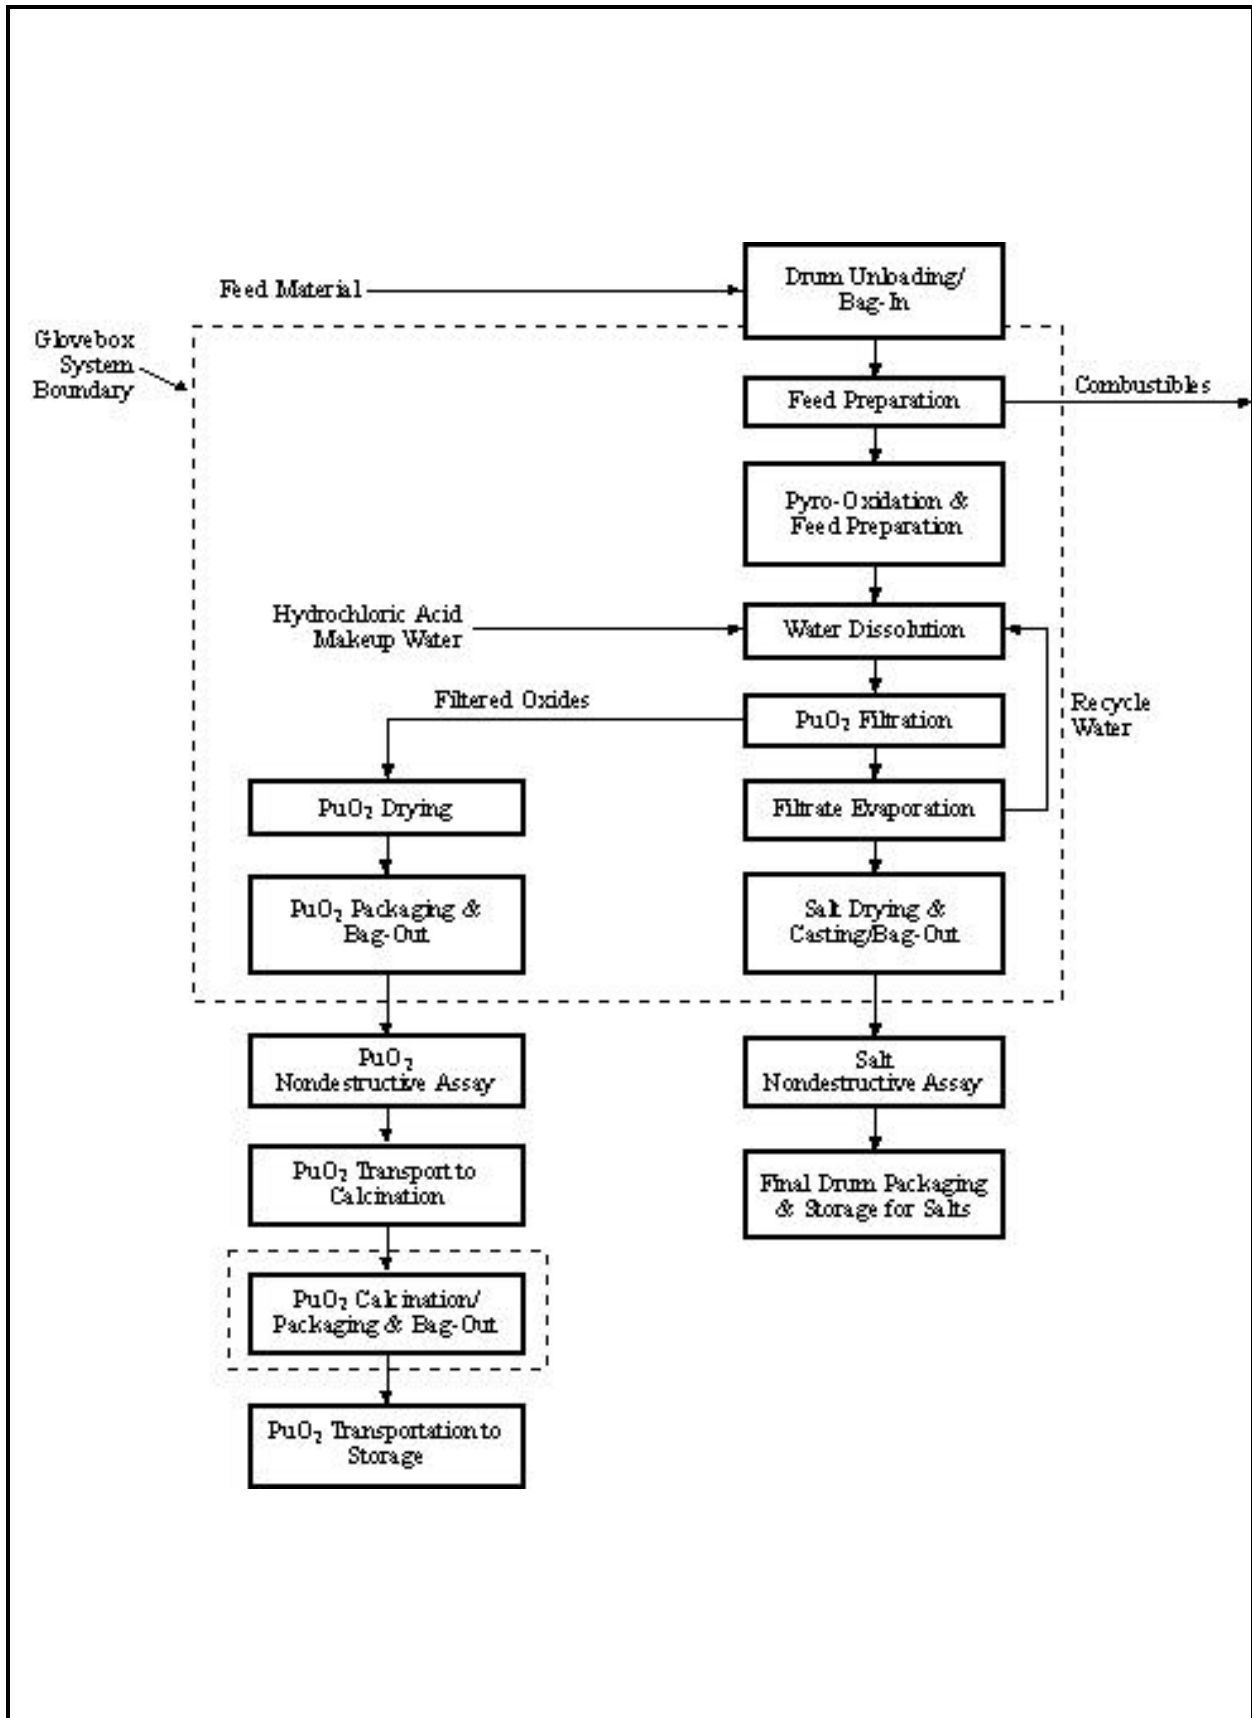 Drum Unloading/
Bag-In
Feed Material
Glovebox
System
Boundary
Feed Preparation
Combustibles
Pyro-Oxidation &
Feed Preparation
Hydrochloric Acid
Makeup Water
Water Dissolution
Filtered Oxides
PuO₂ Filtration
Recycle
Water
PuO₂ Drying
Filtrate Evaporation
PuO₂ Packaging &
Bag-Out
Salt Drying &
Casting/Bag-Out
PuO₂
Nondestructive Assay
Salt
Nondestructive Assay
PuO₂ Transport to
Calcination
Final Drum Packaging
& Storage for Salts
PuO₂ Calcination/
Packaging & Bag-Out
PuO₂ Transportation to
Storage